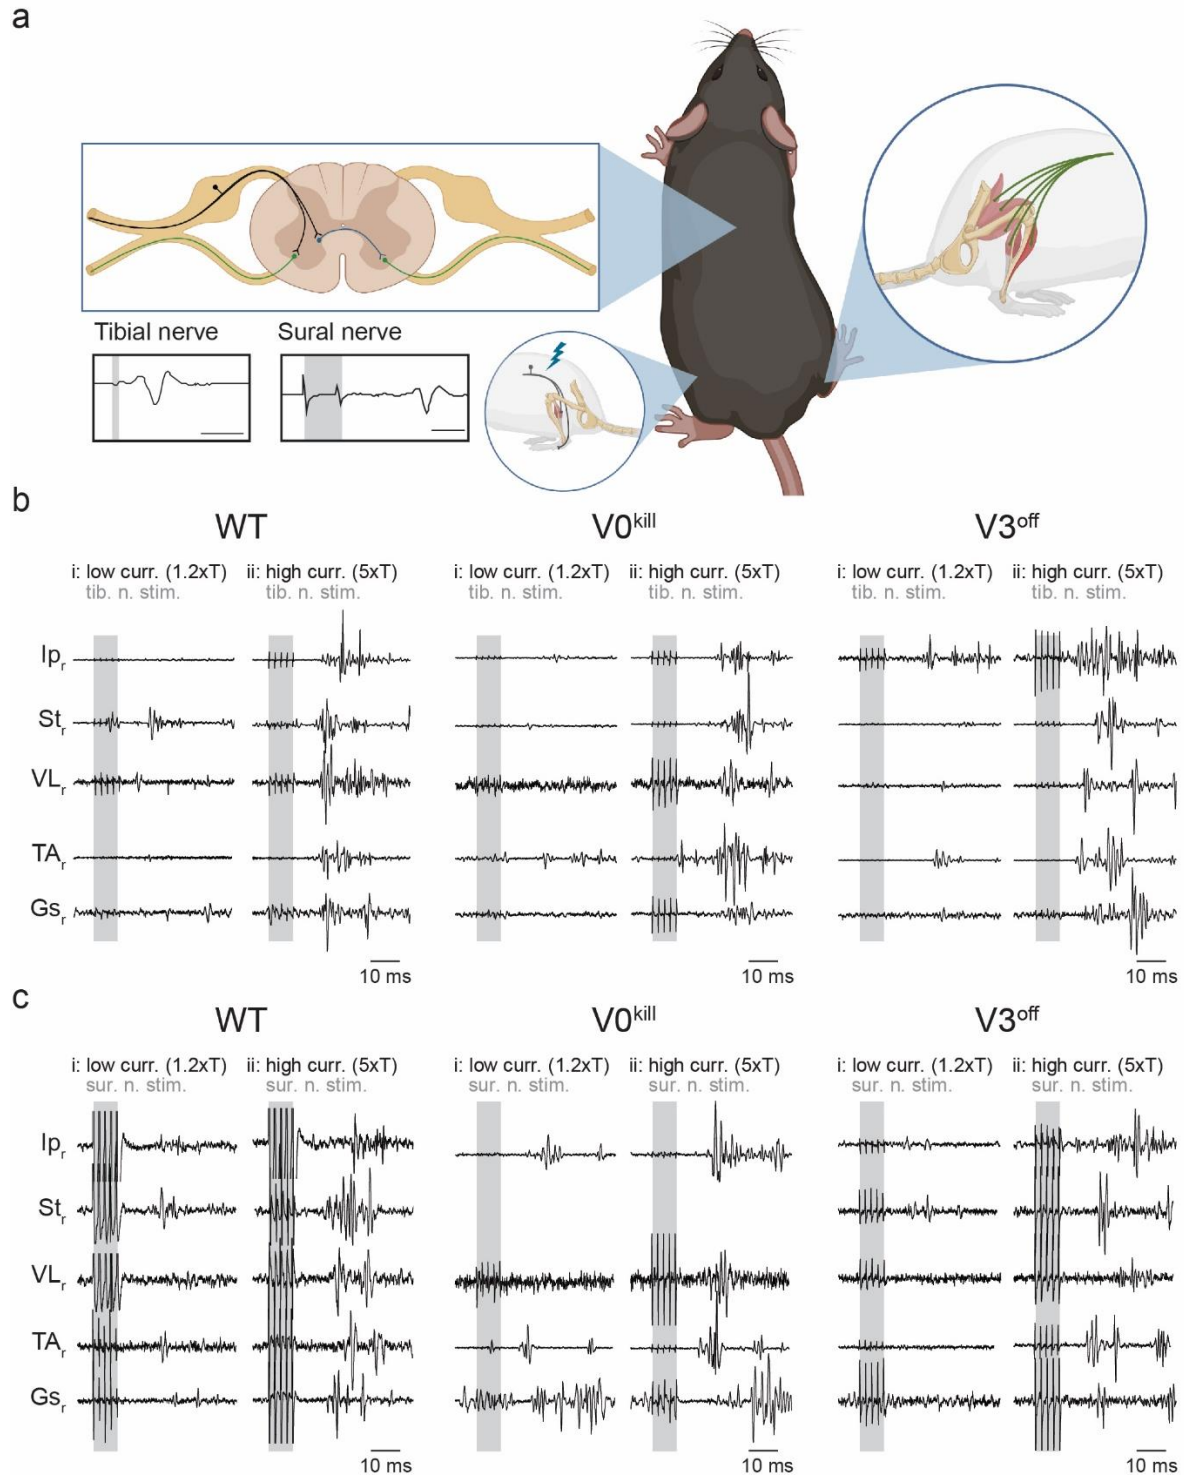 a
Tibial nerve
Sural nerve
b
WT
V0kill
V3off
i: low curr. (1.2xT)
tib. n. stim.
ii: high curr. (5xT)
tib. n. stim.
i: low curr. (1.2xT)
tib. n. stim.
ii: high curr. (5xT)
tib. n. stim.
i: low curr. (1.2xT)
tib. n. stim.
ii: high curr. (5xT)
tib. n. stim.
Ipr
Str
VLr
TAr
Gsr
10 ms
10 ms
10 ms
c
WT
V0kill
V3off
i: low curr. (1.2xT)
sur. n. stim.
ii: high curr. (5xT)
sur. n. stim.
i: low curr. (1.2xT)
sur. n. stim.
ii: high curr. (5xT)
sur. n. stim.
i: low curr. (1.2xT)
sur. n. stim.
ii: high curr. (5xT)
sur. n. stim.
Ipr
Str
VLr
TAr
Gsr
10 ms
10 ms
10 ms